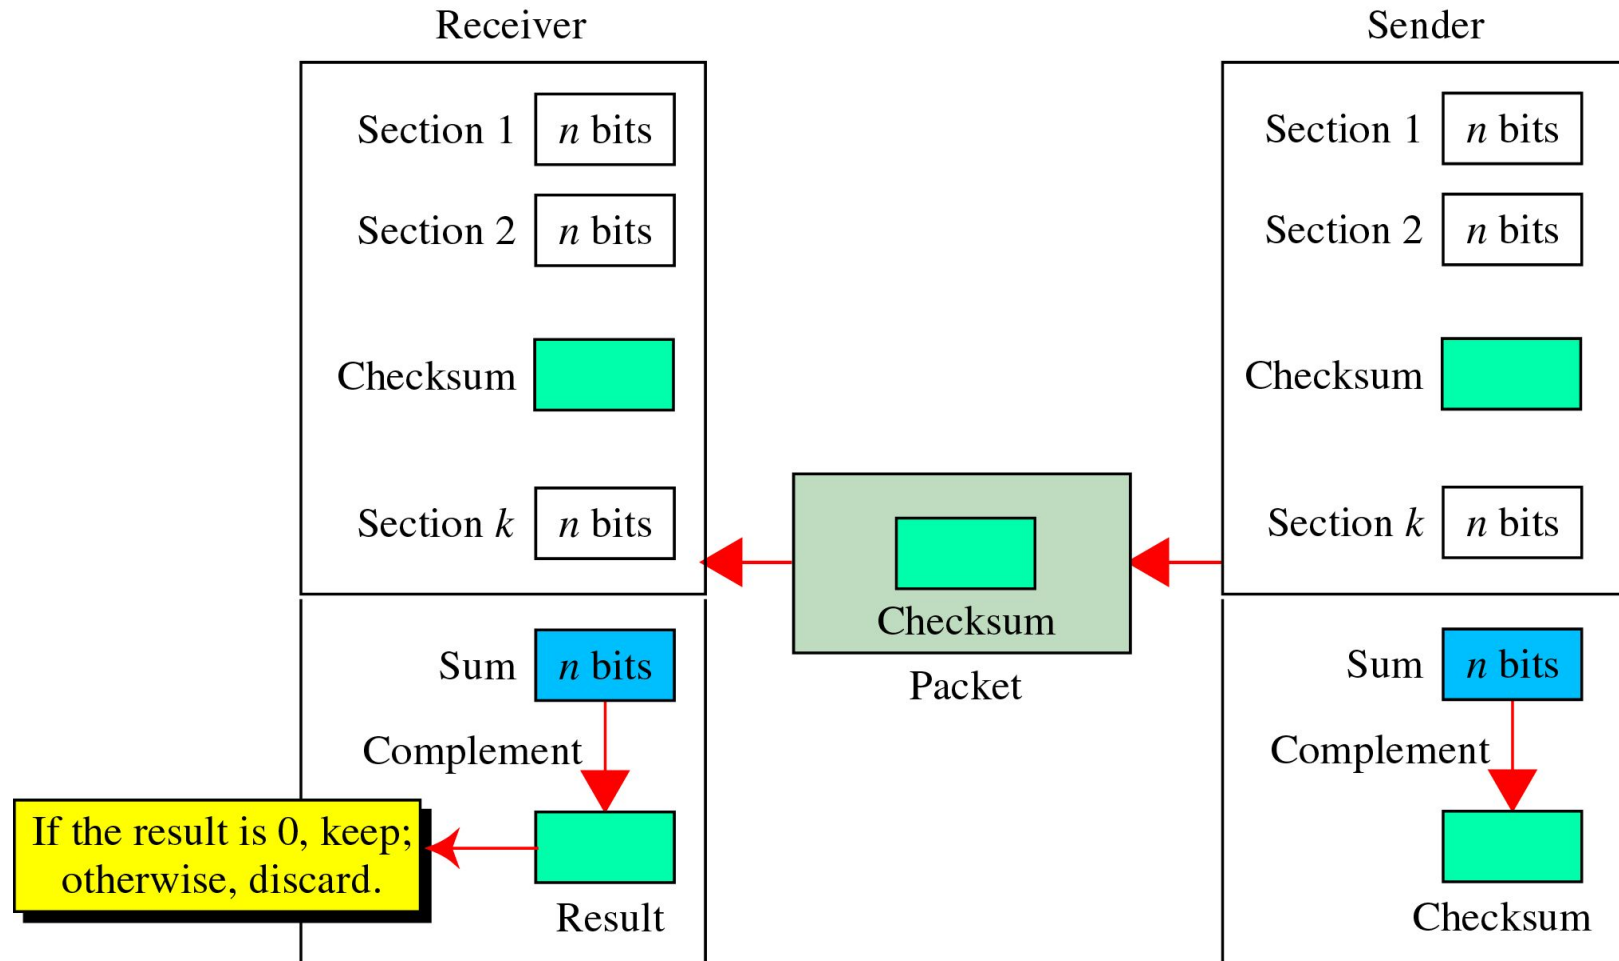 Receiver
Section 1 n bits
Section 2 n bits
Checksum
Section k n bits
Sum n bits
Complement
If the result is 0, keep;
otherwise, discard.
Result
Checksum
Packet
Sender
Section 1 n bits
Section 2 n bits
Checksum
Section k n bits
Sum n bits
Complement
Checksum